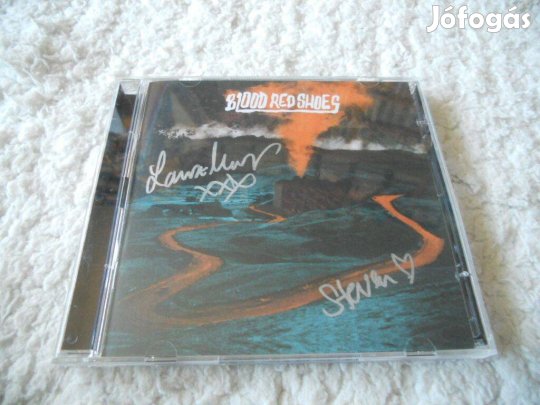 Jófogás
BLOOD RED SHOES
Laura-Mary
xxx
Steven ♡